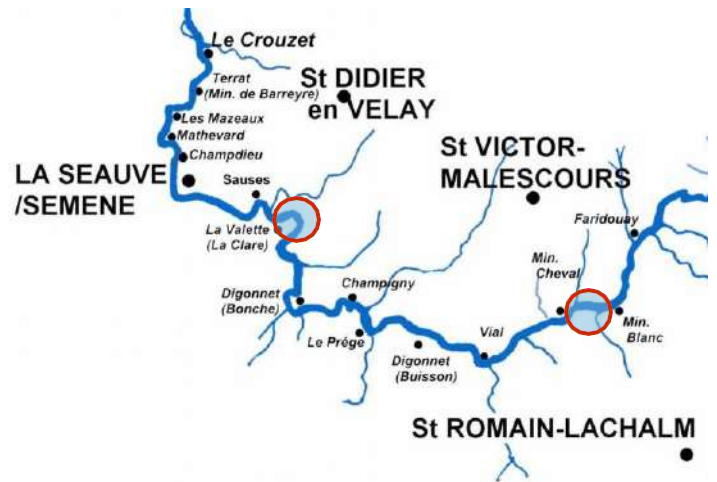 Le Crouzet
Terrat
(Min. de Barreyre)
St DIDIER
en VELAY
Les Mazeaux
Mathevard
Champdieu
LA SEAUVE
/SEMENE
Sauses
St VICTOR-
MALESCOURS
La Valette
(La Clare)
Faridouay
Min.
Cheval
Digonnet
(Bonche)
Champigny
Le Prége
Digonnet
(Buisson)
Vial
Min.
Blanc
St ROMAIN-LACHALM